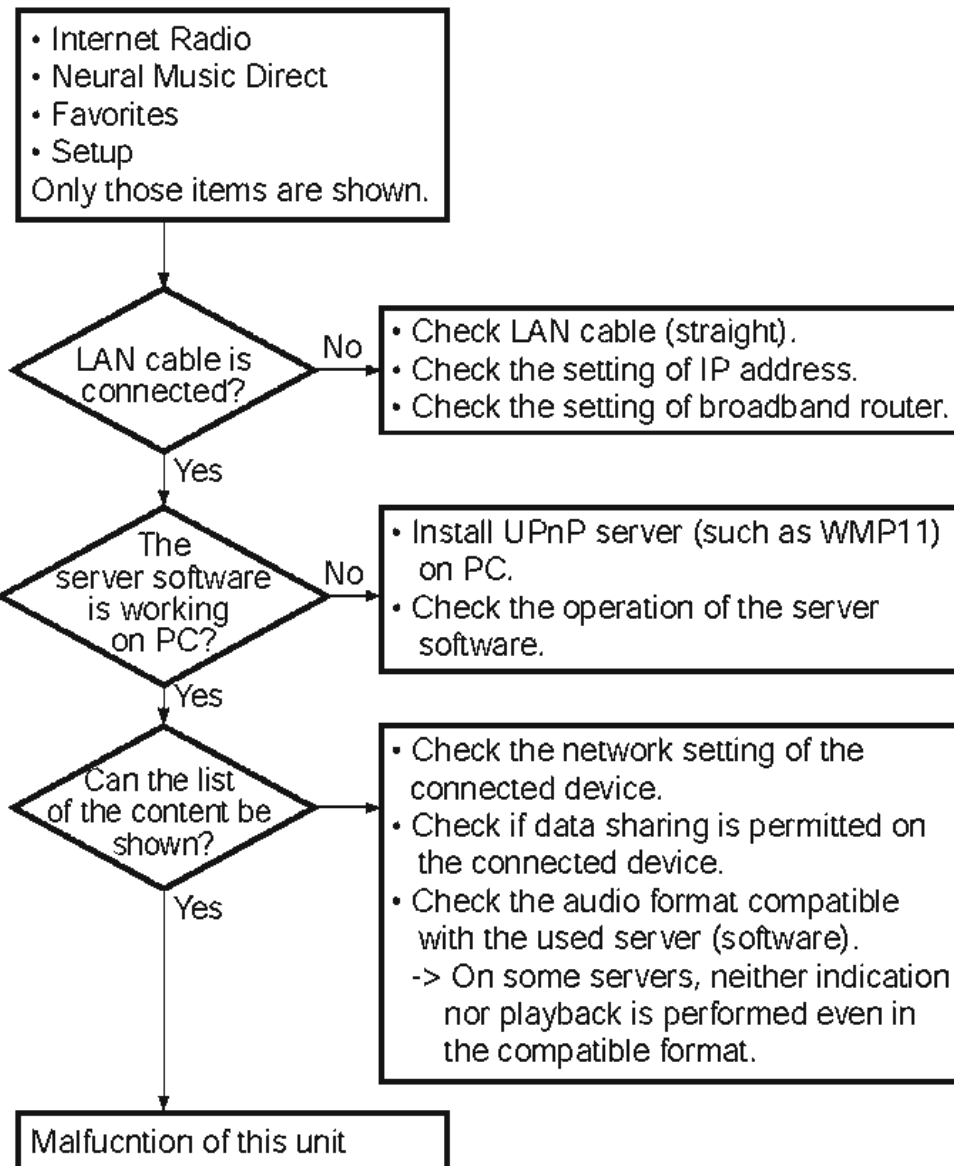 • Internet Radio
• Neural Music Direct
• Favorites
• Setup
Only those items are shown.
LAN cable is
connected?
No
• Check LAN cable (straight).
• Check the setting of IP address.
• Check the setting of broadband router.
Yes
The
server software
is working
on PC?
No
• Install UPnP server (such as WMP11)
on PC.
• Check the operation of the server
software.
Yes
Can the list
of the content be
shown?
• Check the network setting of the
connected device.
• Check if data sharing is permitted on
the connected device.
• Check the audio format compatible
with the used server (software).
-> On some servers, neither indication
nor playback is performed even in
the compatible format.
Yes
Malfucntion of this unit